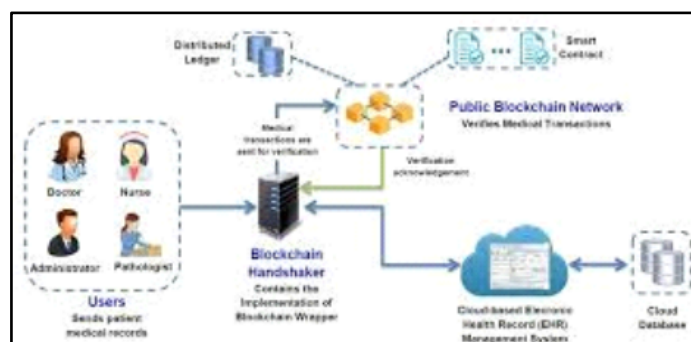 Distributed
Ledger
Smart
Contract
Public Blockchain Network
Verifies Medical Transactions
Medical
transactions are
sent for verification
Verification
acknowledgement
Doctor
Nurse
Administrator
Pathologist
Users
Sends patient
medical records
Blockchain
Handshaker
Contains the
Implementation of
Blockchain Wrapper
Cloud-based Elecronic
Health Record (EHR)
Management System
Cloud
Database